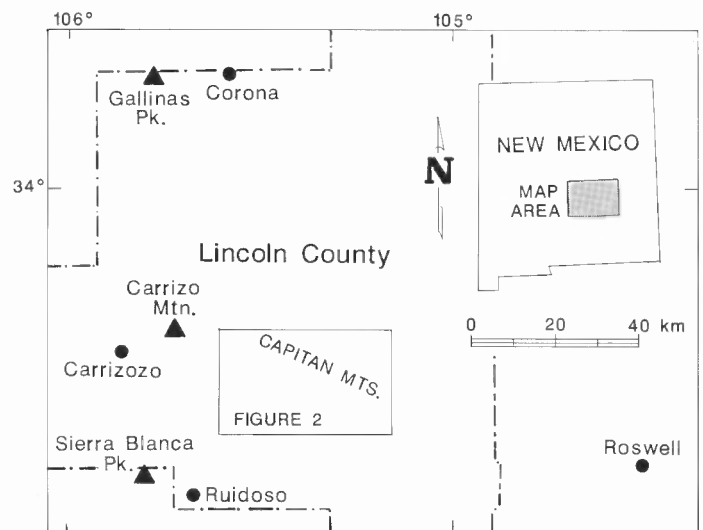 106°
105°
Gallinas
Pk.
Corona
NEW MEXICO
N
34°
MAP
AREA
Lincoln County
Carrizo
Mtn.
0 20 40 km
CAPITAN MTS.
Carrizozo
FIGURE 2
Sierra Blanca
Pk.
Roswell
Ruidoso